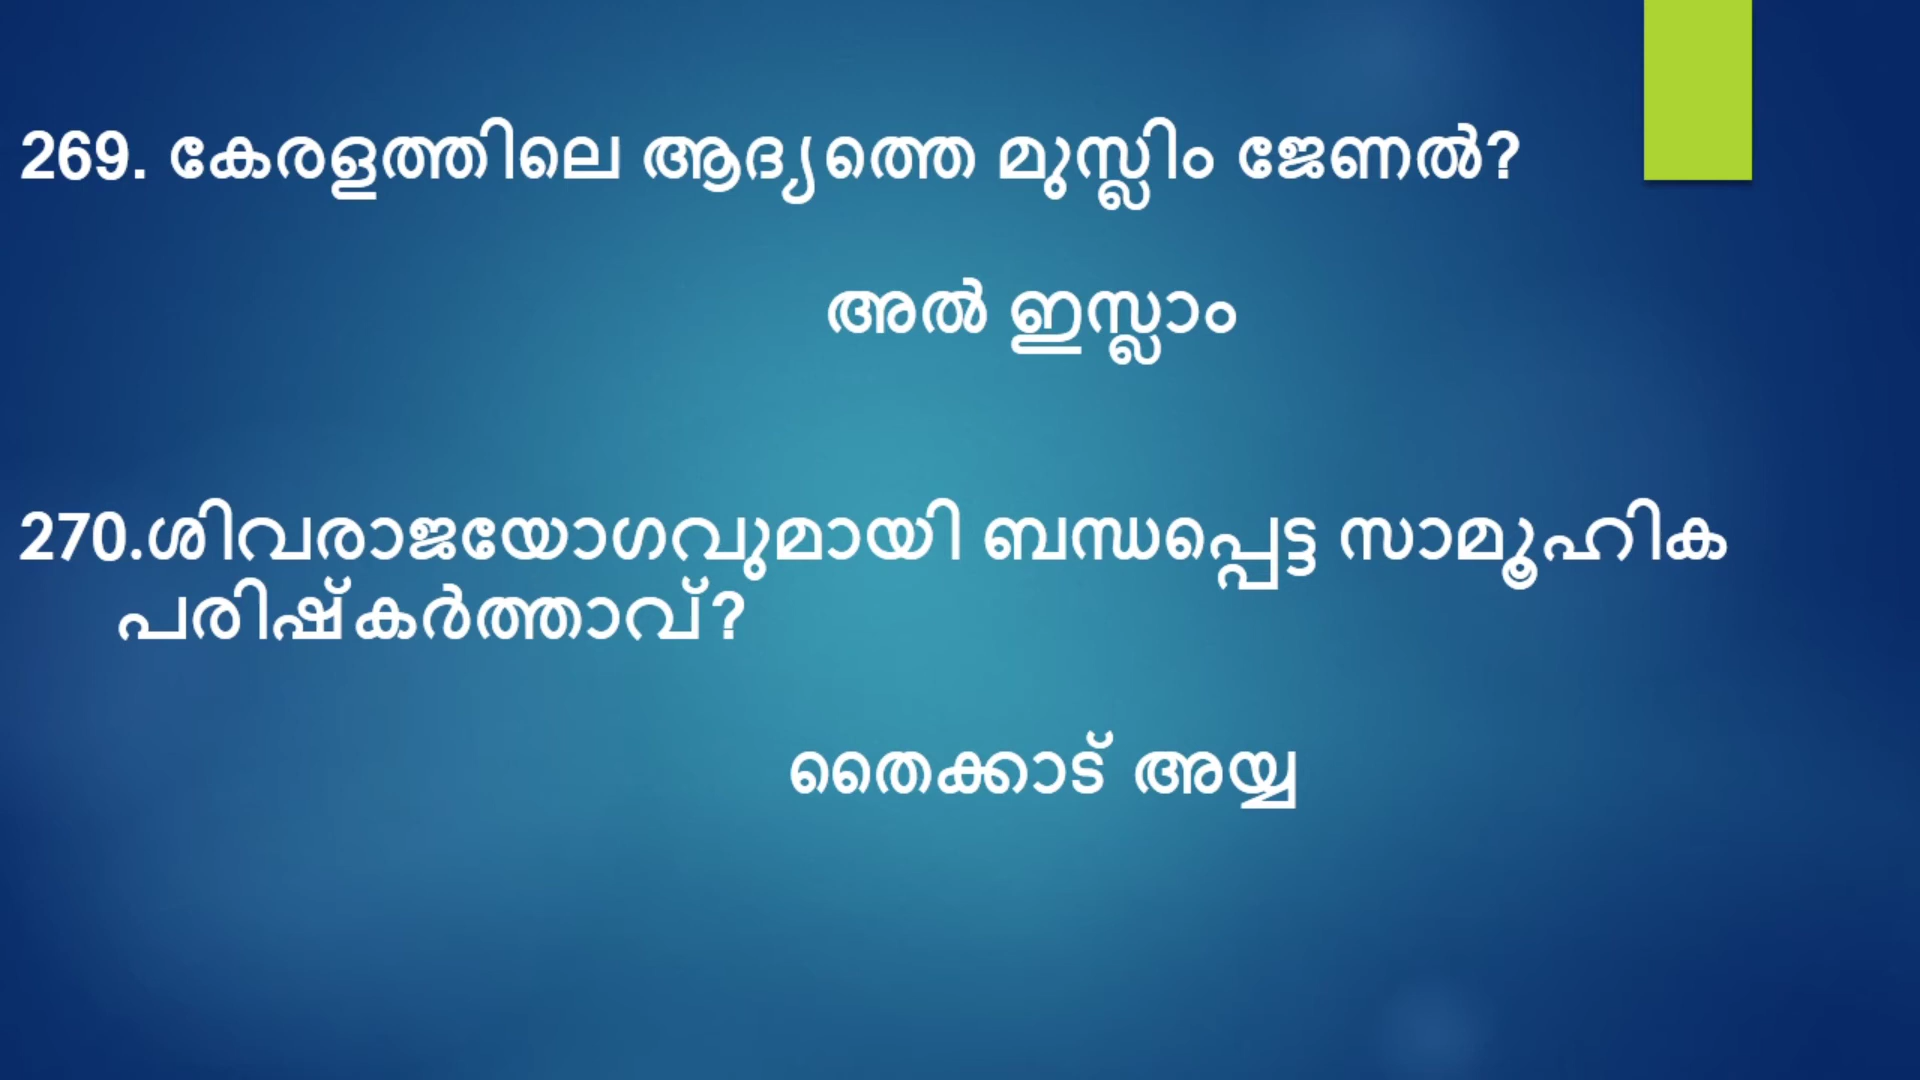 269. കേരളത്തിലെ ആദ്യത്തെ മുസ്ലിം ജേണൽ?
അൽ ഇസ്ലാം
270.ശിവരാജയോഗവുമായി ബന്ധപ്പെട്ട സാമൂഹിക
പരിഷ്കർത്താവ്?
തൈക്കാട് അയ്യ